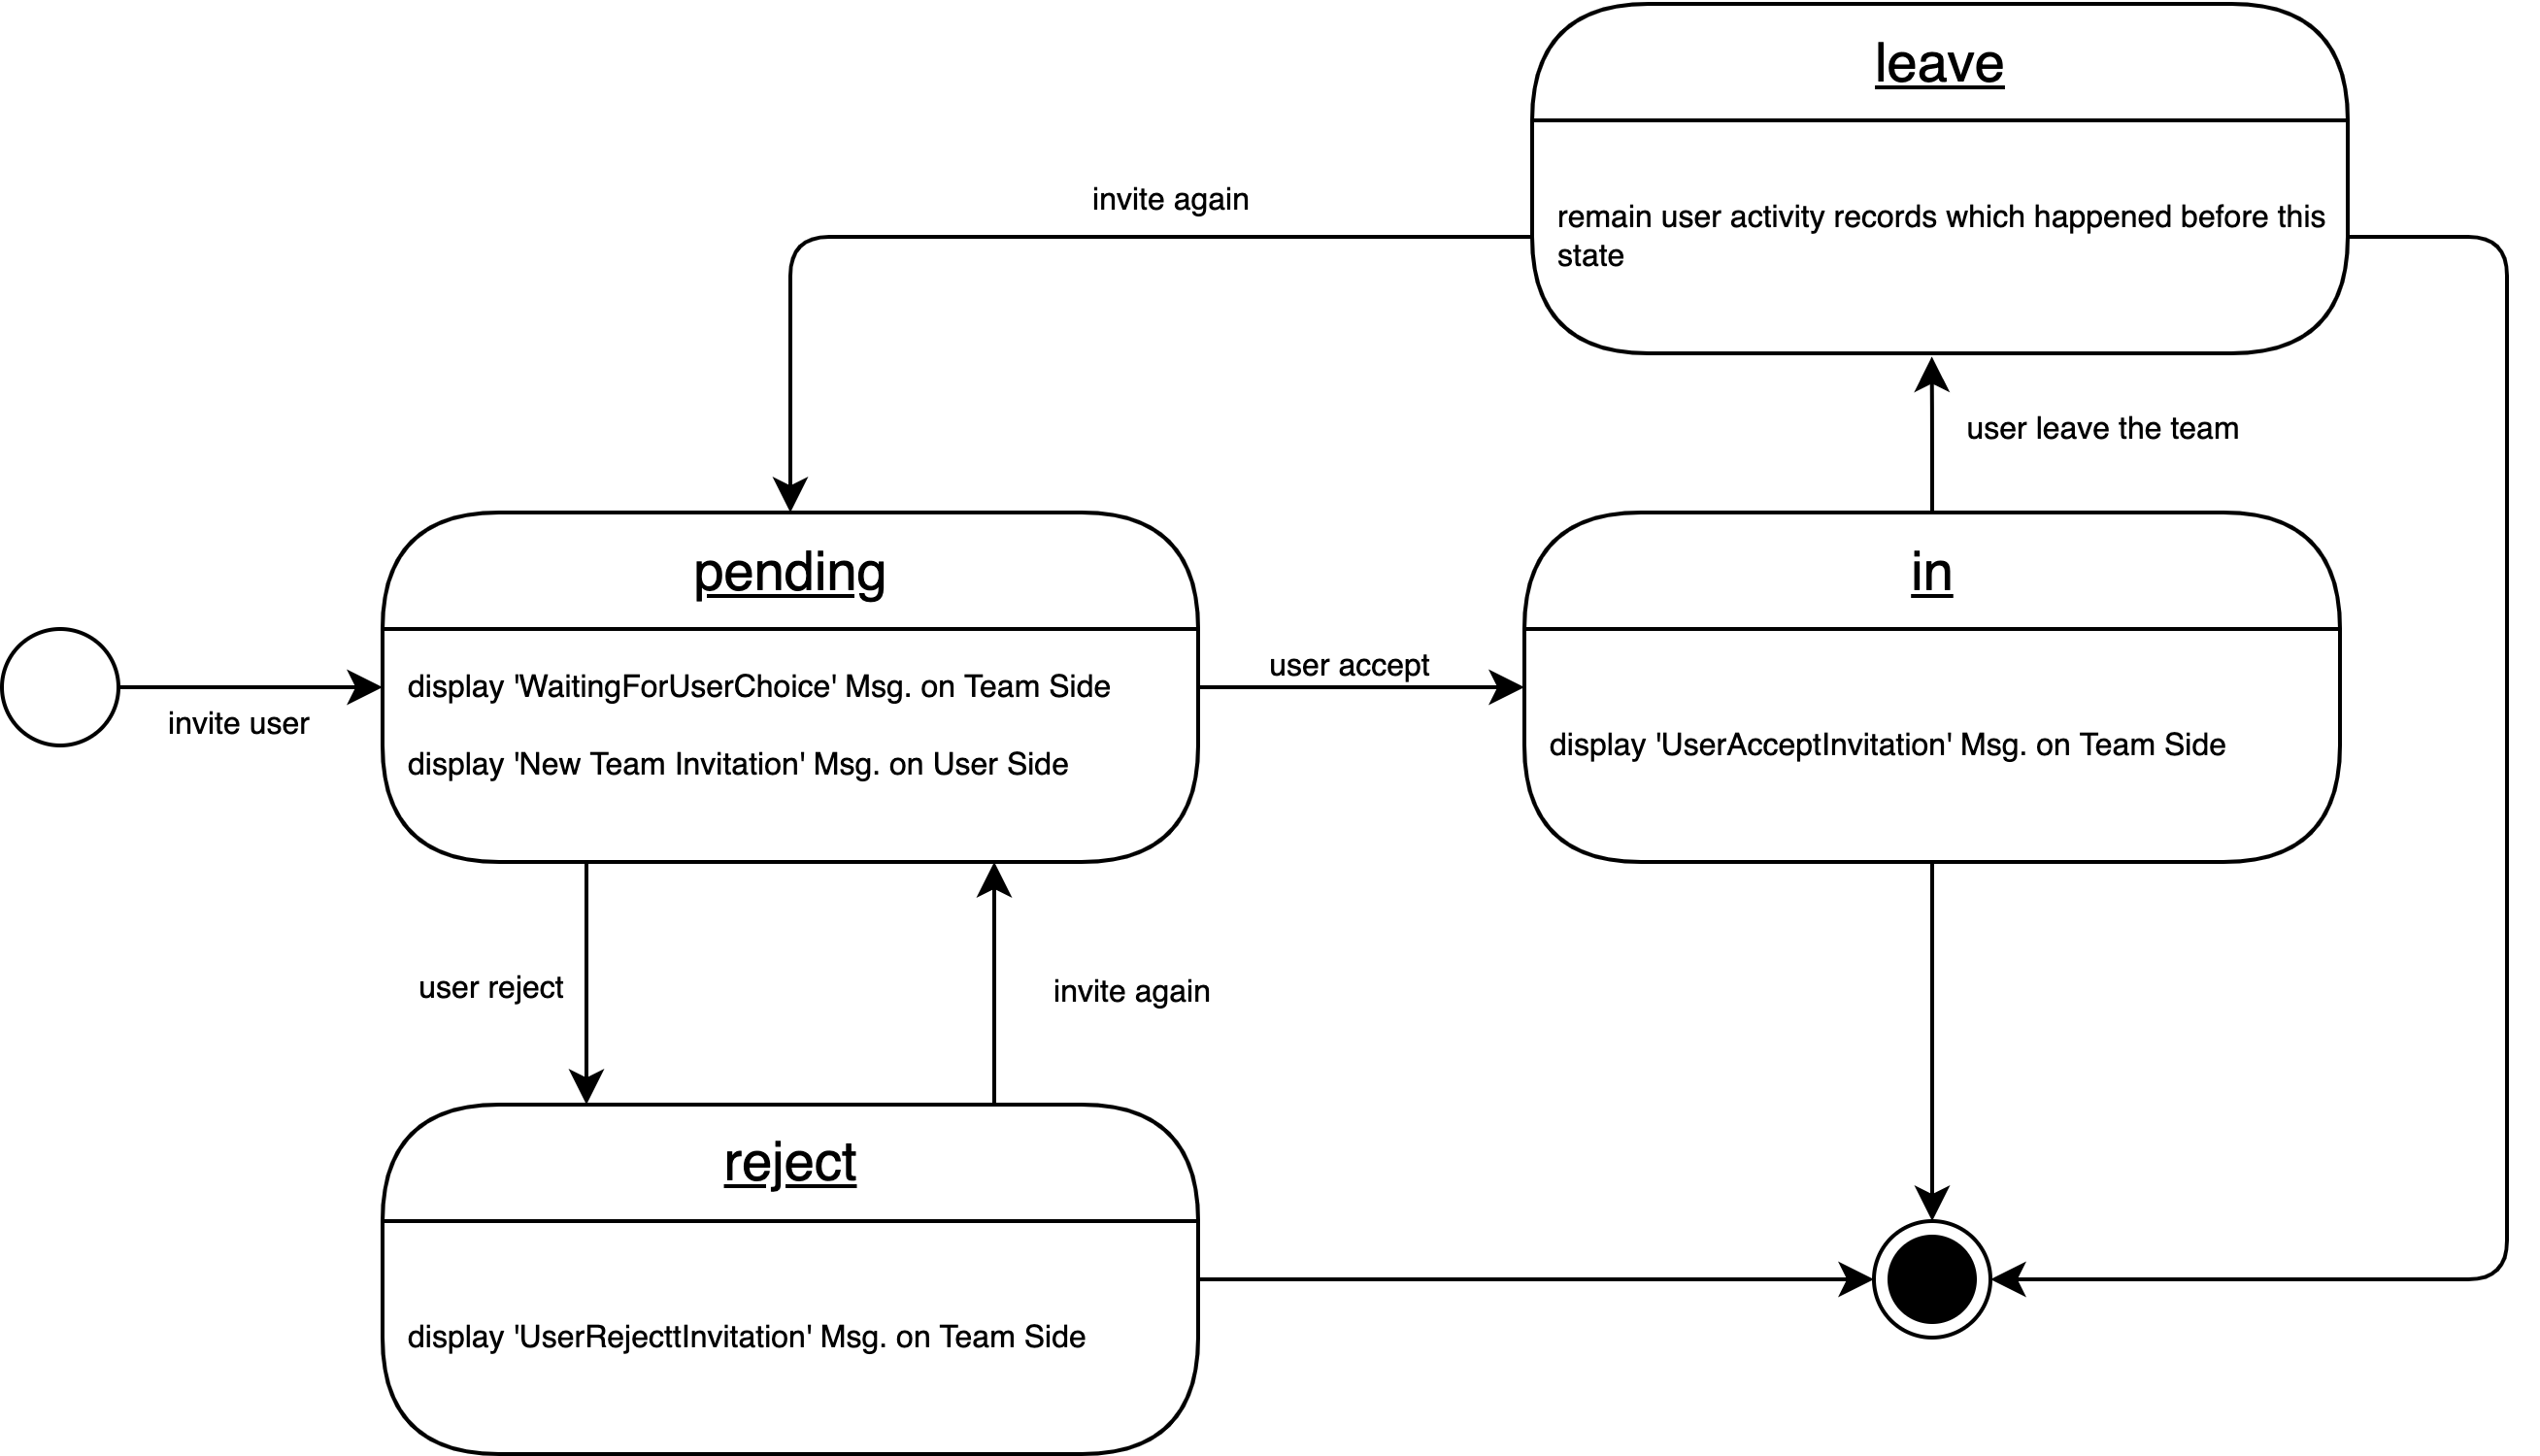 leave
remain user activity records which happened before this
state
invite again
user leave the team
pending
display 'WaitingForUserChoice' Msg. on Team Side
display 'New Team Invitation' Msg. on User Side
in
display 'UserAcceptInvitation' Msg. on Team Side
user accept
invite user
user reject
invite again
reject
display 'UserRejecttInvitation' Msg. on Team Side